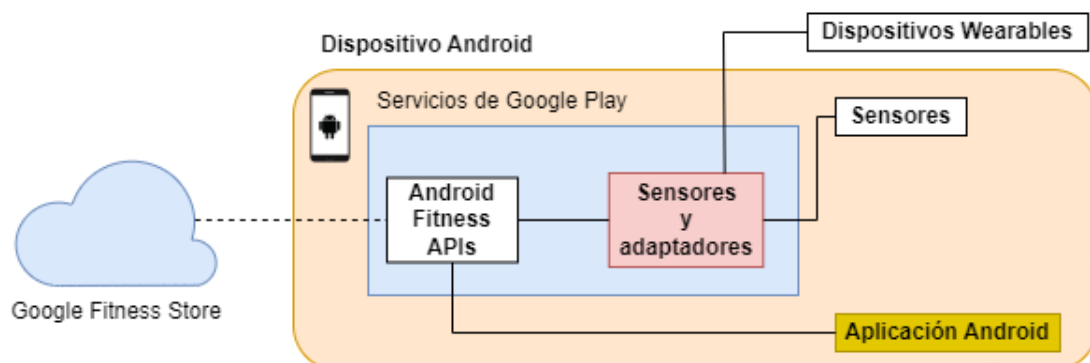 Dispositivos Wearables
Dispositivo Android
Servicios de Google Play
Sensores
Android
Fitness
APIs
Sensores
y
adaptadores
Google Fitness Store
Aplicación Android